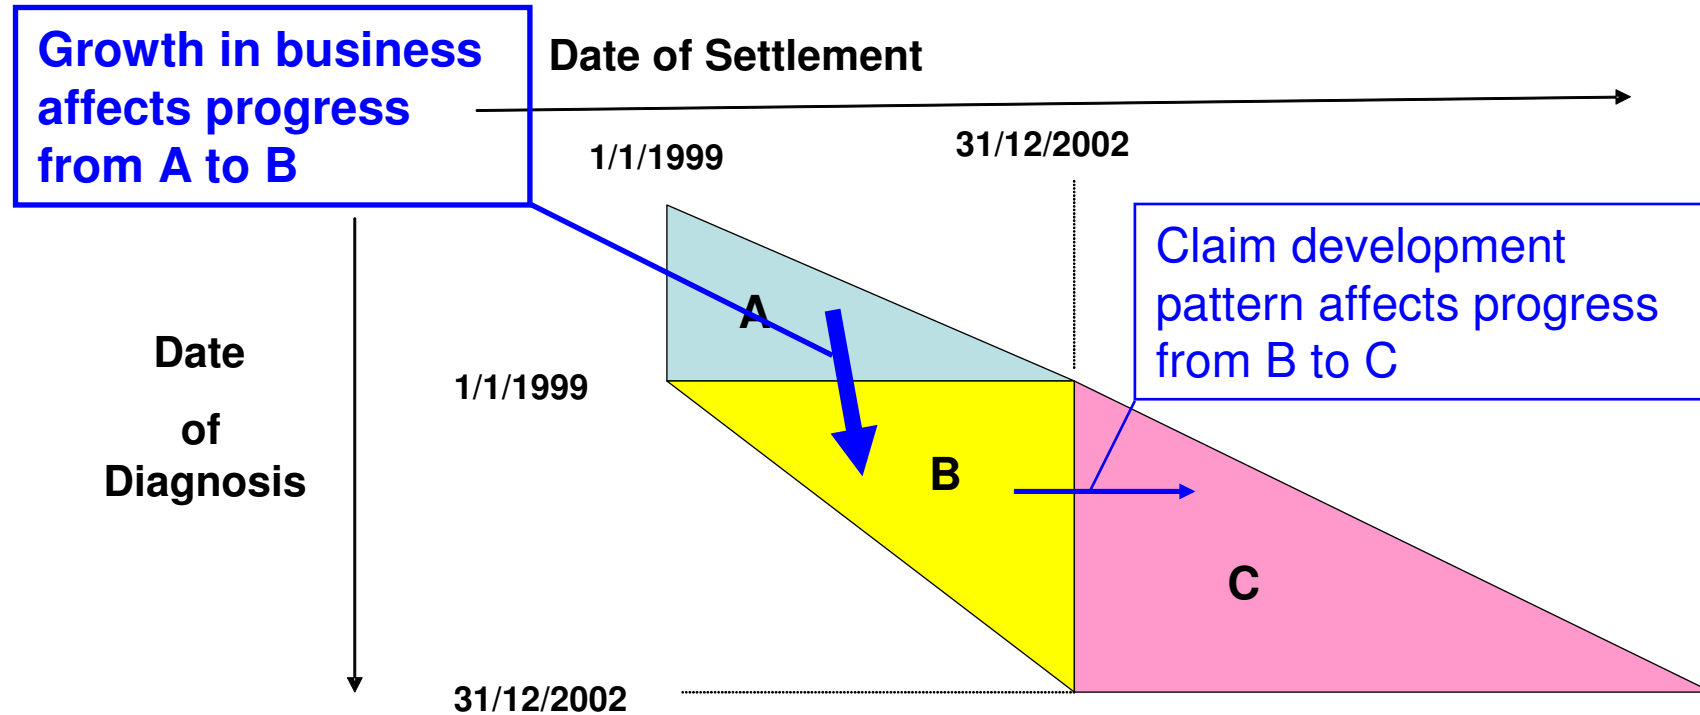 Growth in business
affects progress
from A to B
Date of Settlement
1/1/1999
31/12/2002
Claim development
pattern affects progress
from B to C
A
Date
of
Diagnosis
1/1/1999
B
C
31/12/2002